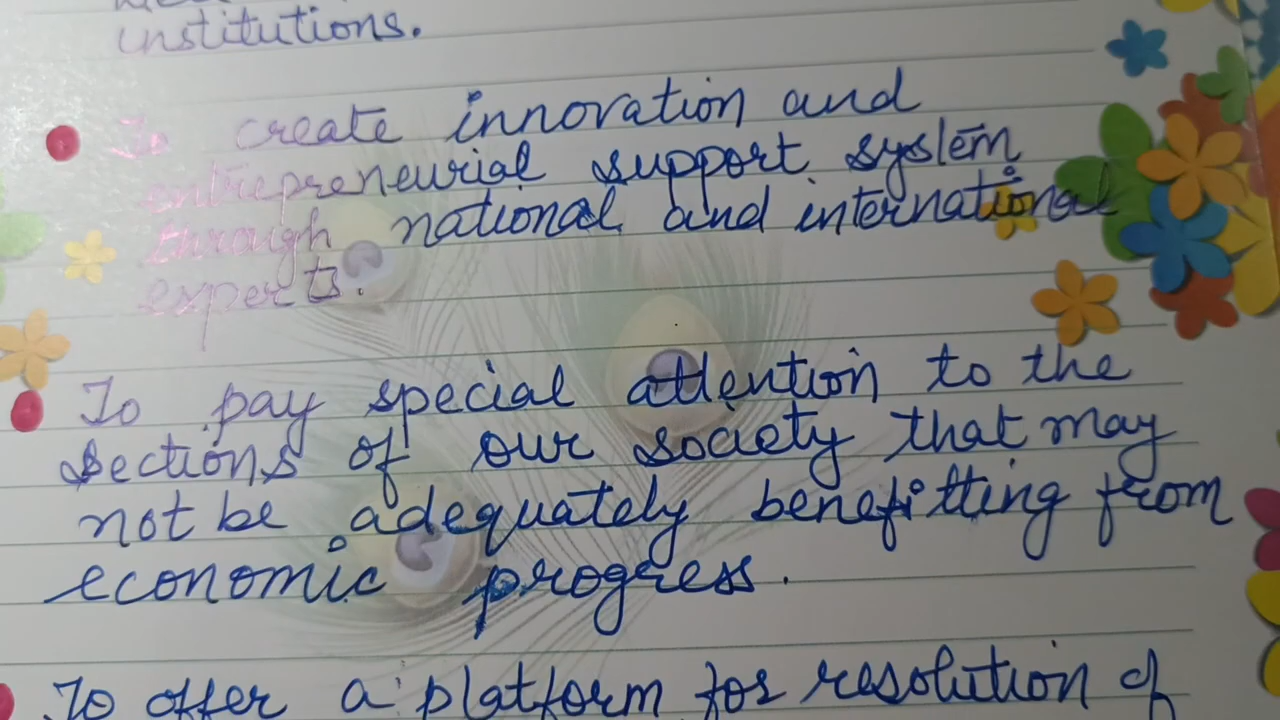 institutions.
To create innovation and
entrepreneurial support system
through national and international
experts.
To pay special attention to the
sections of our society that may
not be adequately benefitting from
economic progress.
To offer a platform for resolution of